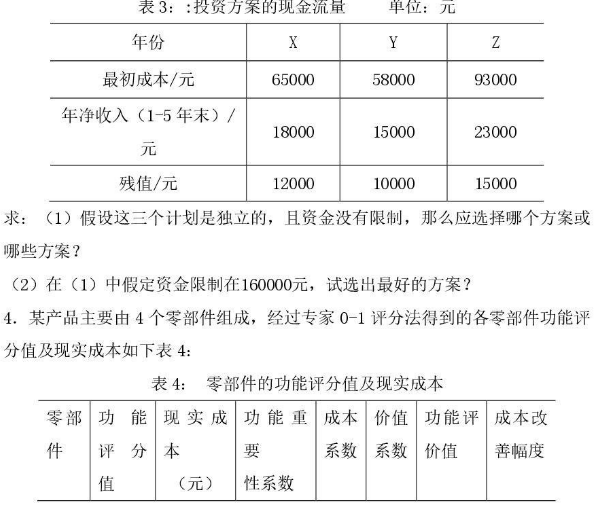 表 3：:投资方案的现金流量 单位：元
年份 X Y Z
最初成本/元 65000 58000 93000
年净收入（1-5 年末）/
元 18000 15000 23000
残值/元 12000 10000 15000
求：（1）假设这三个计划是独立的，且资金没有限制，那么应选择哪个方案或
哪些方案？
（2）在（1）中假定资金限制在160000元，试选出最好的方案？
4．某产品主要由 4 个零部件组成，经过专家 0-1 评分法得到的各零部件功能评
分值及现实成本如下表 4：
表 4： 零部件的功能评分值及现实成本
零部 功 能 现 实 成 功 能 重 成本 价值 功能评 成本改
件 评 分 本 要 系数 系数 价值 善幅度
值 （元） 性系数